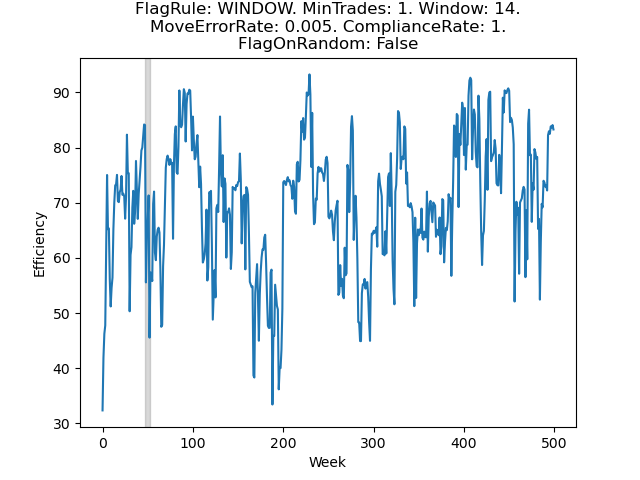 FlagRule: WINDOW. MinTrades: 1. Window: 14.
MoveErrorRate: 0.005. ComplianceRate: 1.
FlagOnRandom: False
90
80
70
60
50
40
30
Efficiency
0 100 200 300 400 500
Week